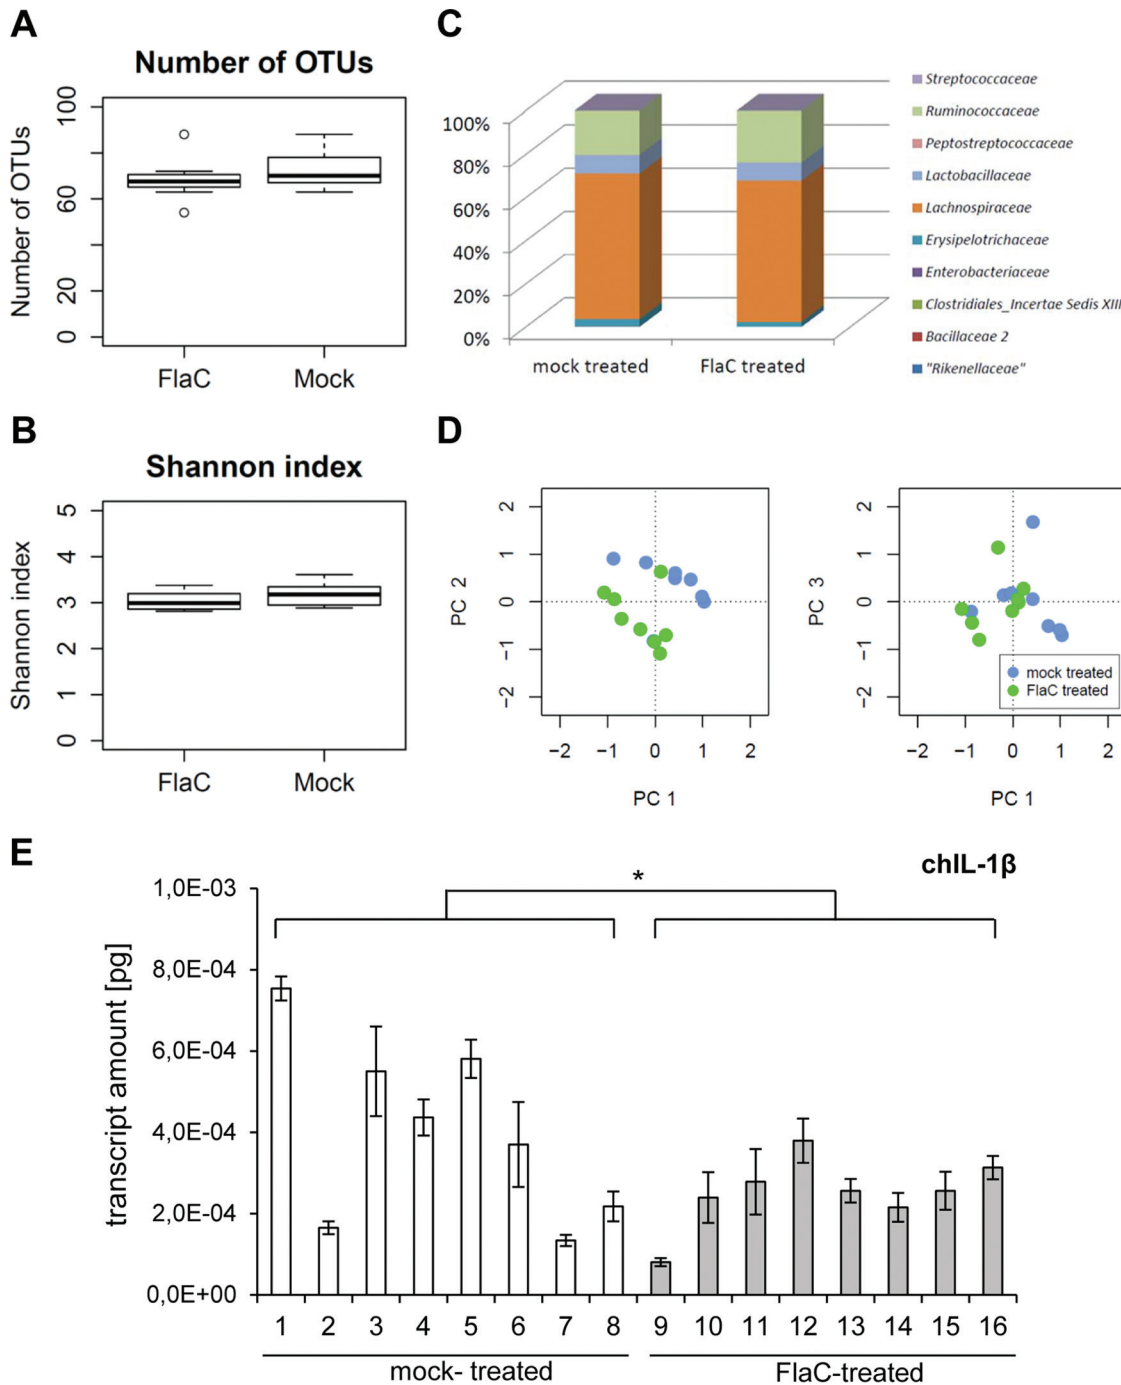 A
Number of OTUs
Number of OTUs
100
60
20
0
FlaC
Mock
C
100%
80%
60%
40%
20%
0%
mock treated
FlaC treated
Streptococcaceae
Ruminococcaceae
Peptostreptococcaceae
Lactobacillaceae
Lachnospiraceae
Erysipelotrichaceae
Enterobacteriaceae
Clostridiales_Incertae Sedis XIII
Bacillaceae 2
"Rikenellaceae"
B
Shannon index
Shannon index
5
4
3
2
1
0
FlaC
Mock
D
PC 2
2
1
0
−1
−2
−2 −1 0 1 2
PC 1
PC 3
2
1
0
−1
−2
mock treated
FlaC treated
−2 −1 0 1 2
PC 1
E
chIL-1β
*
transcript amount [pg]
1,0E-03
8,0E-04
6,0E-04
4,0E-04
2,0E-04
0,0E+00
1 2 3 4 5 6 7 8 9 10 11 12 13 14 15 16
mock- treated
FlaC-treated